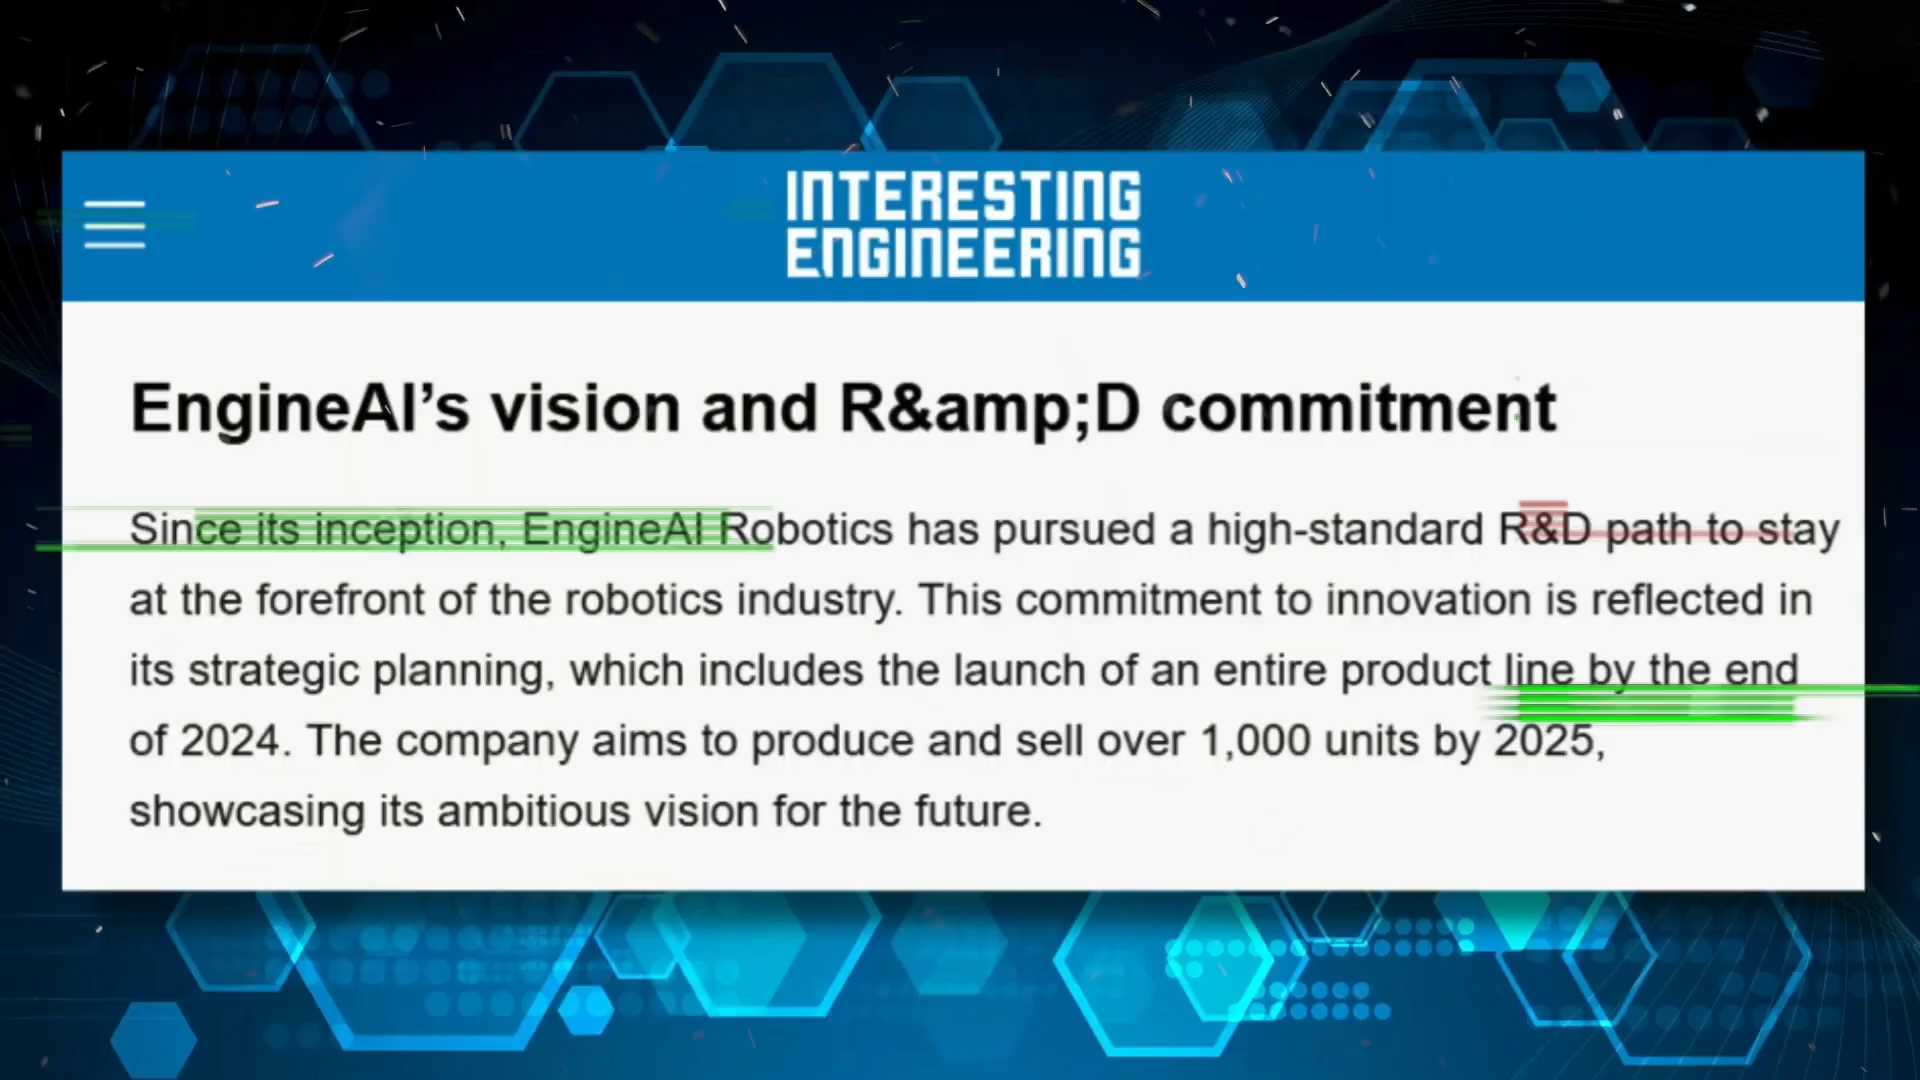 INTERESTING
ENGINEERING
EngineAI’s vision and R&amp;D commitment
Since its inception, EngineAI Robotics has pursued a high-standard R&D path to stay
at the forefront of the robotics industry. This commitment to innovation is reflected in
its strategic planning, which includes the launch of an entire product line by the end
of 2024. The company aims to produce and sell over 1,000 units by 2025,
showcasing its ambitious vision for the future.